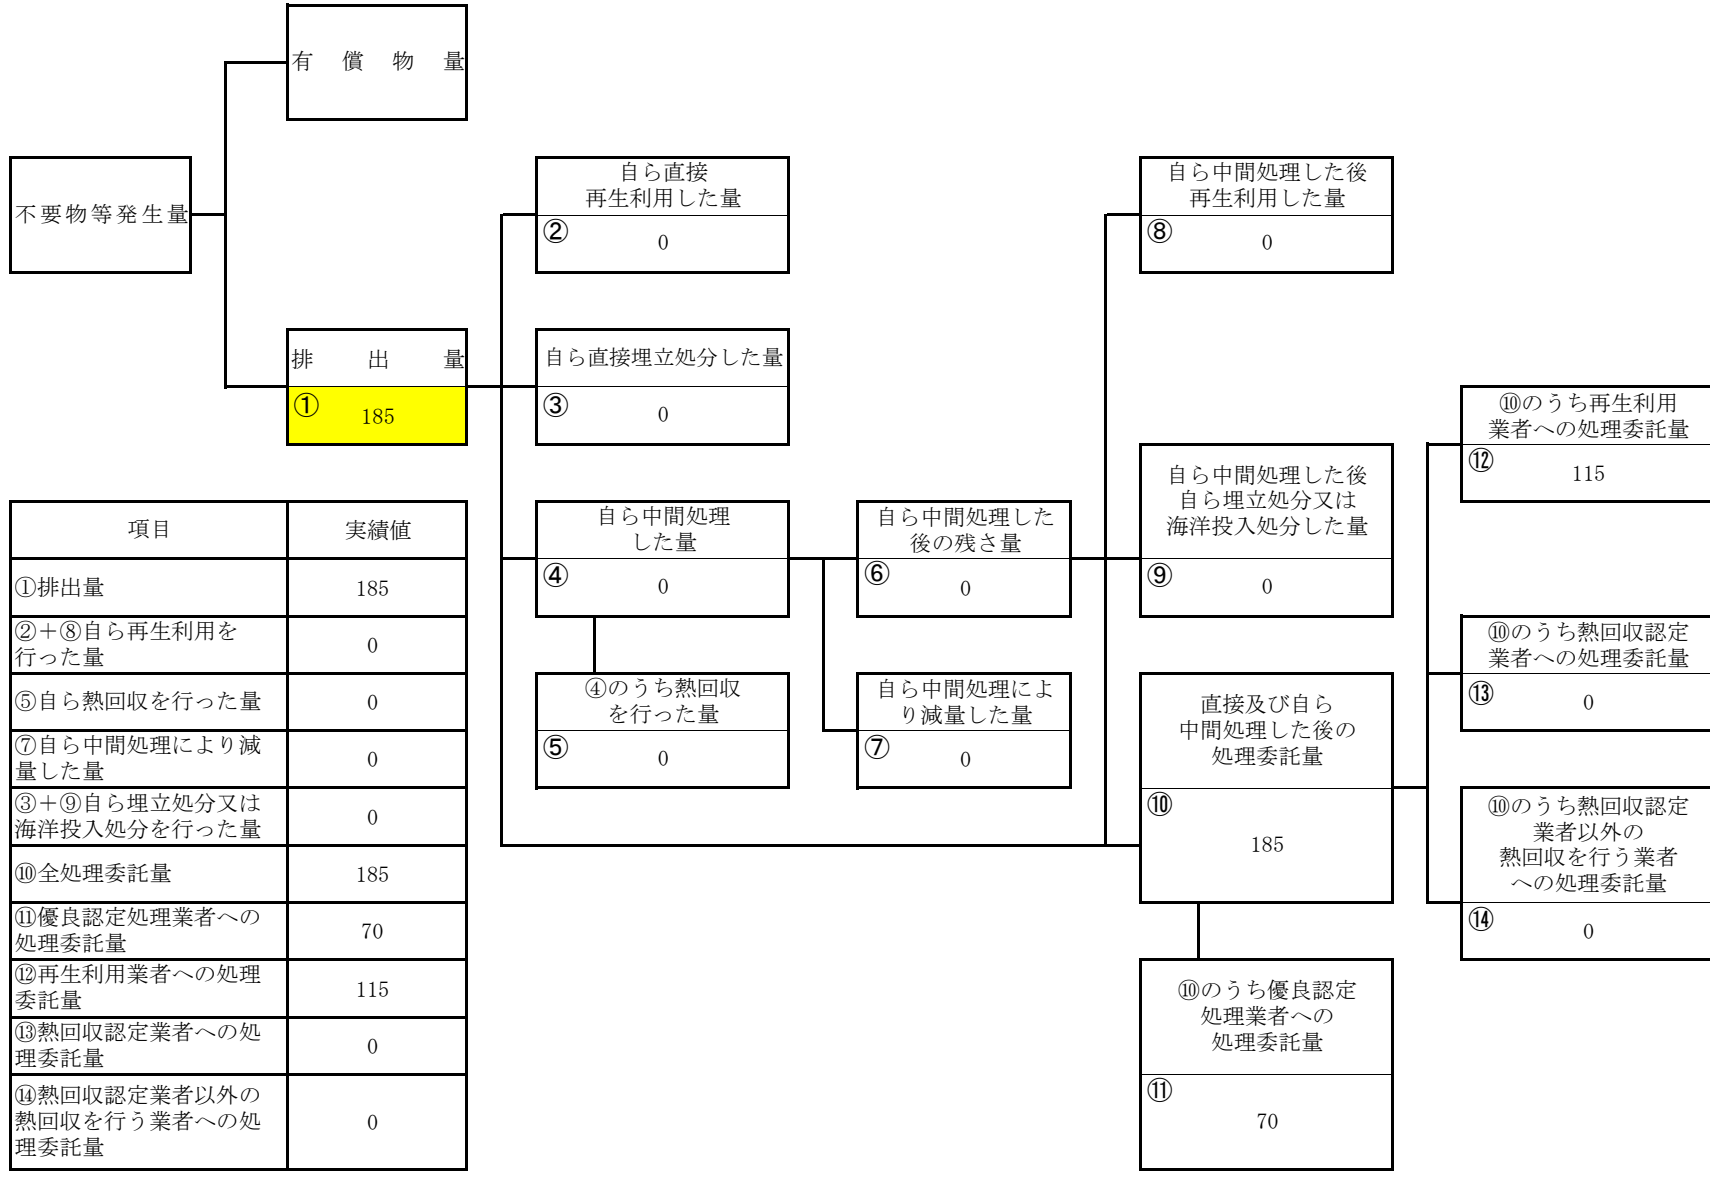 有償物量
不要物等発生量
自ら直接
再生利用した量
②
0
自ら中間処理した後
再生利用した量
⑧
0
排出量
①
185
自ら直接埋立処分した量
③
0
⑩のうち再生利用
業者への処理委託量
⑫
115
自ら中間処理した後
自ら埋立処分又は
海洋投入処分した量
⑨
0
自ら中間処理
した量
④
0
自ら中間処理した
後の残さ量
⑥
0
⑩のうち熱回収認定
業者への処理委託量
⑬
0
④のうち熱回収
を行った量
⑤
0
自ら中間処理によ
り減量した量
⑦
0
直接及び自ら
中間処理した後の
処理委託量
⑩
185
⑩のうち熱回収認定
業者以外の
熱回収を行う業者
への処理委託量
⑭
0
⑩のうち優良認定
処理業者への
処理委託量
⑪
70
項目 実績値
①排出量 185
②＋⑧自ら再生利用を
行った量 0
⑤自ら熱回収を行った量 0
⑦自ら中間処理により減
量した量 0
③＋⑨自ら埋立処分又は
海洋投入処分を行った量 0
⑩全処理委託量 185
⑪優良認定処理業者への
処理委託量 70
⑫再生利用業者への処理
委託量 115
⑬熱回収認定業者への処
理委託量 0
⑭熱回収認定業者以外の
熱回収を行う業者への処
理委託量 0